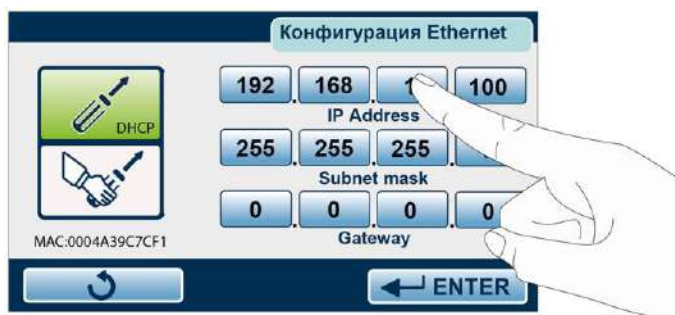 Конфигурация Ethernet
192 . 168 . 1 . 100
IP Address
DHCP
255 . 255 . 255 .
Subnet mask
0 . 0 . 0 . 0
Gateway
MAC:0004A39C7CF1
ENTER